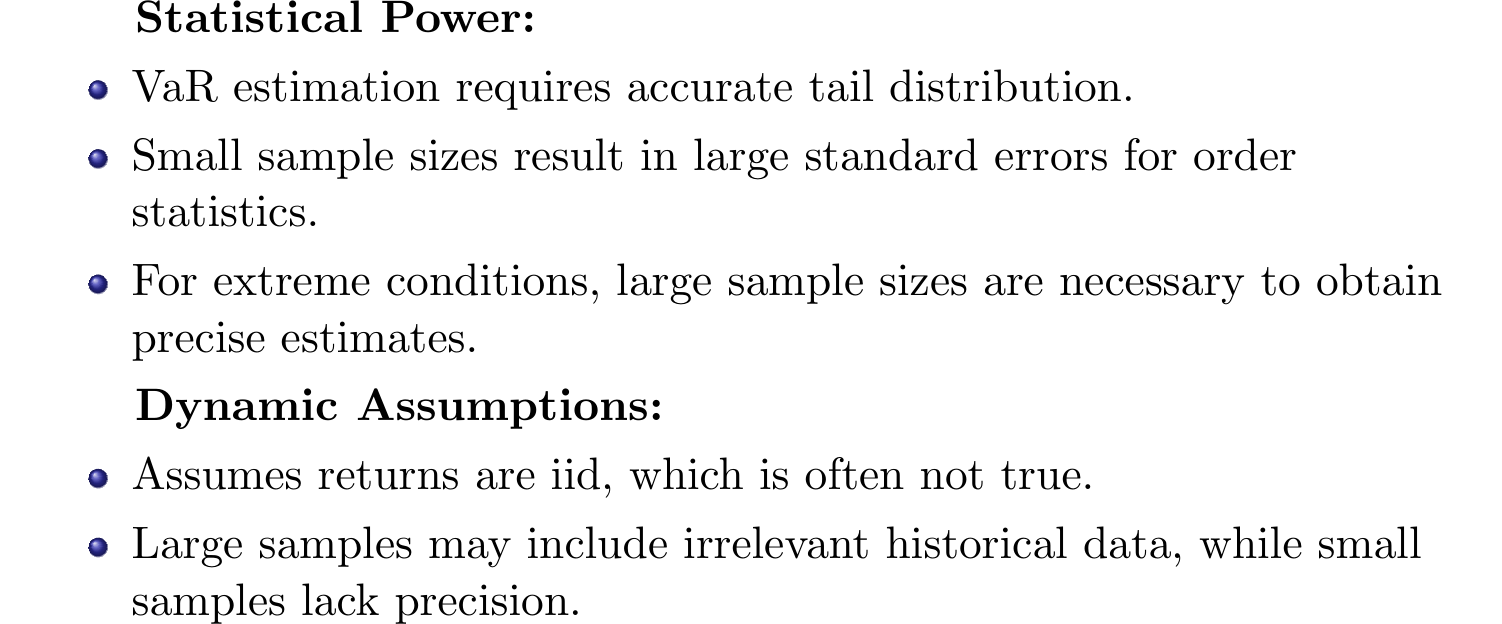 Statistical Power:
VaR estimation requires accurate tail distribution.
Small sample sizes result in large standard errors for order
statistics.
For extreme conditions, large sample sizes are necessary to obtain
precise estimates.
Dynamic Assumptions:
Assumes returns are iid, which is often not true.
Large samples may include irrelevant historical data, while small
samples lack precision.